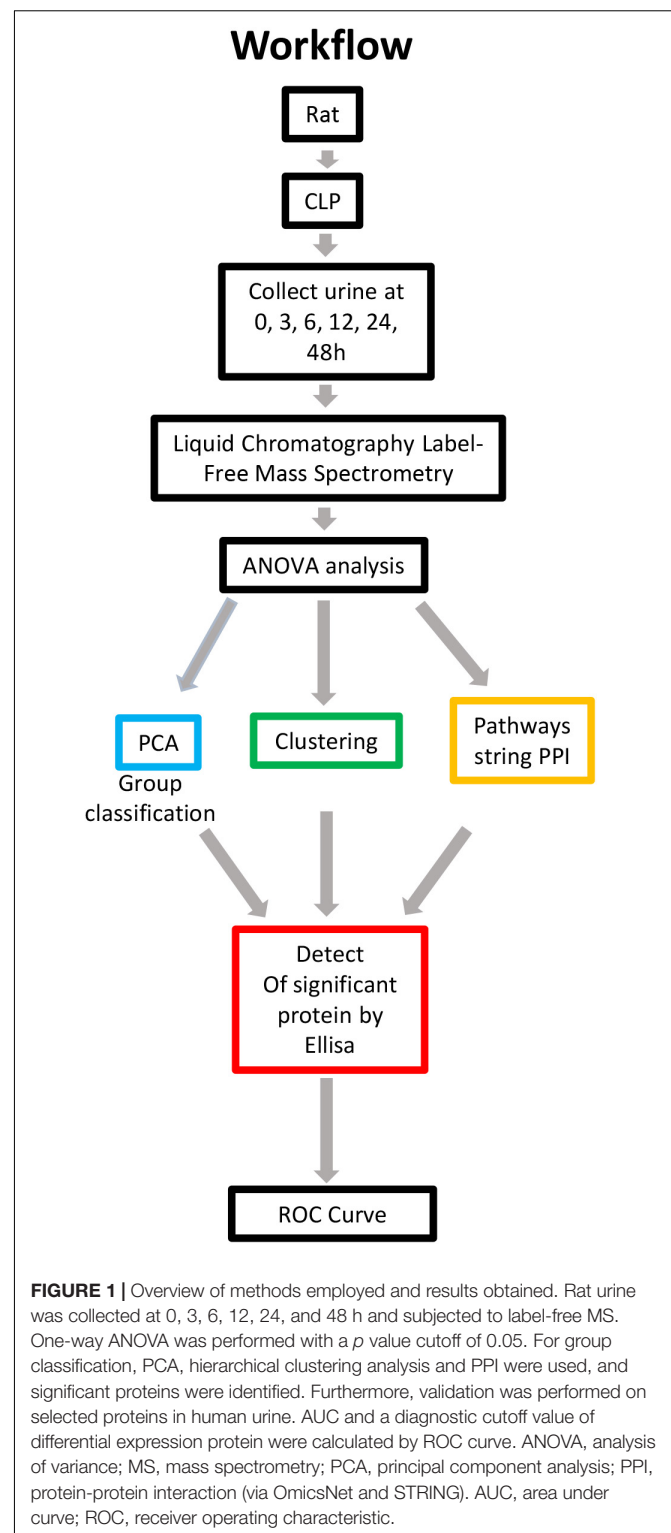 Workflow
Rat
CLP
Collect urine at
0, 3, 6, 12, 24,
48h
Liquid Chromatography Label-
Free Mass Spectrometry
ANOVA analysis
PCA
Group
classification
Clustering
Pathways
string PPI
Detect
Of significant
protein by
Ellisa
ROC Curve
FIGURE 1 | Overview of methods employed and results obtained. Rat urine
was collected at 0, 3, 6, 12, 24, and 48 h and subjected to label-free MS.
One-way ANOVA was performed with a p value cutoff of 0.05. For group
classification, PCA, hierarchical clustering analysis and PPI were used, and
significant proteins were identified. Furthermore, validation was performed on
selected proteins in human urine. AUC and a diagnostic cutoff value of
differential expression protein were calculated by ROC curve. ANOVA, analysis
of variance; MS, mass spectrometry; PCA, principal component analysis; PPI,
protein-protein interaction (via OmicsNet and STRING). AUC, area under
curve; ROC, receiver operating characteristic.